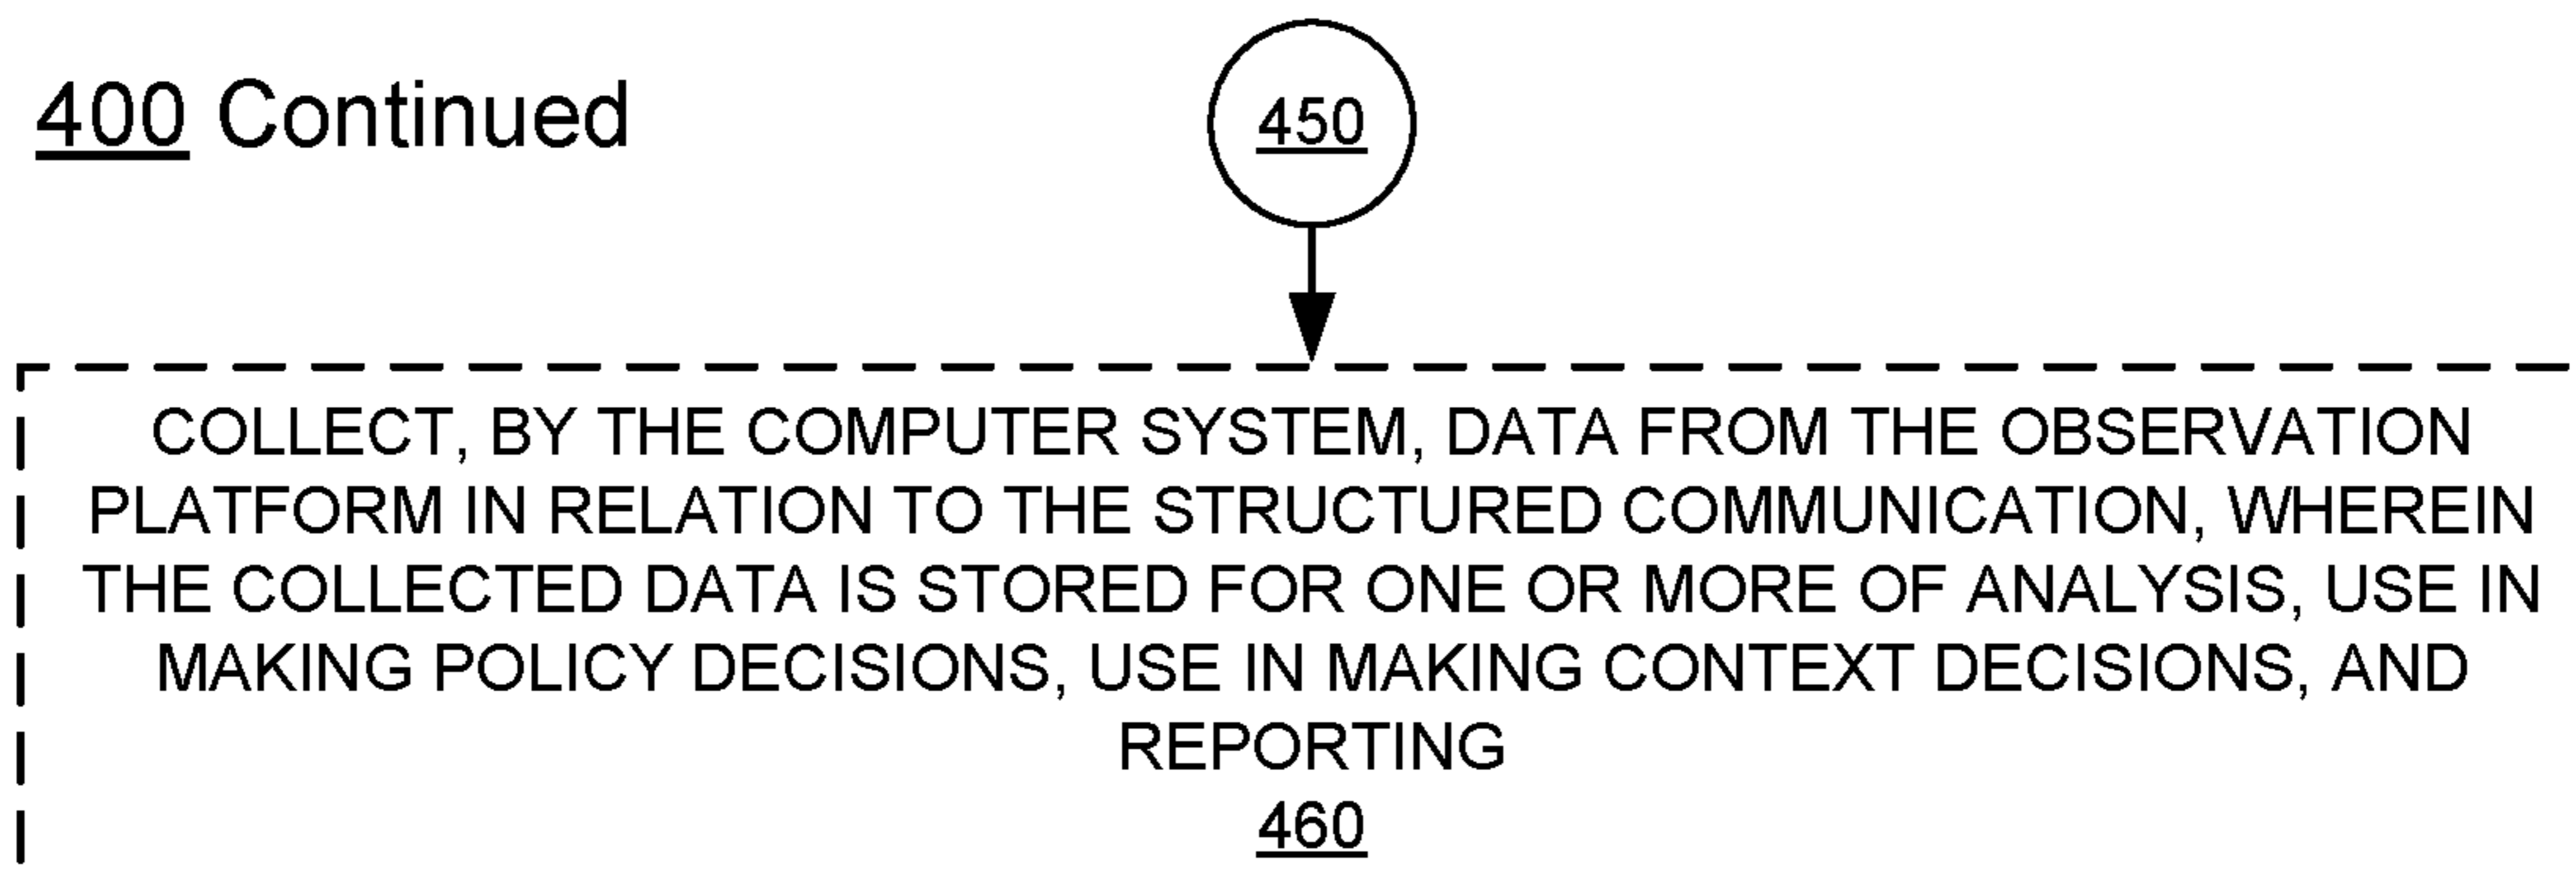 400 Continued
450
COLLECT, BY THE COMPUTER SYSTEM, DATA FROM THE OBSERVATION
PLATFORM IN RELATION TO THE STRUCTURED COMMUNICATION, WHEREIN
THE COLLECTED DATA IS STORED FOR ONE OR MORE OF ANALYSIS, USE IN
MAKING POLICY DECISIONS, USE IN MAKING CONTEXT DECISIONS, AND
REPORTING
460